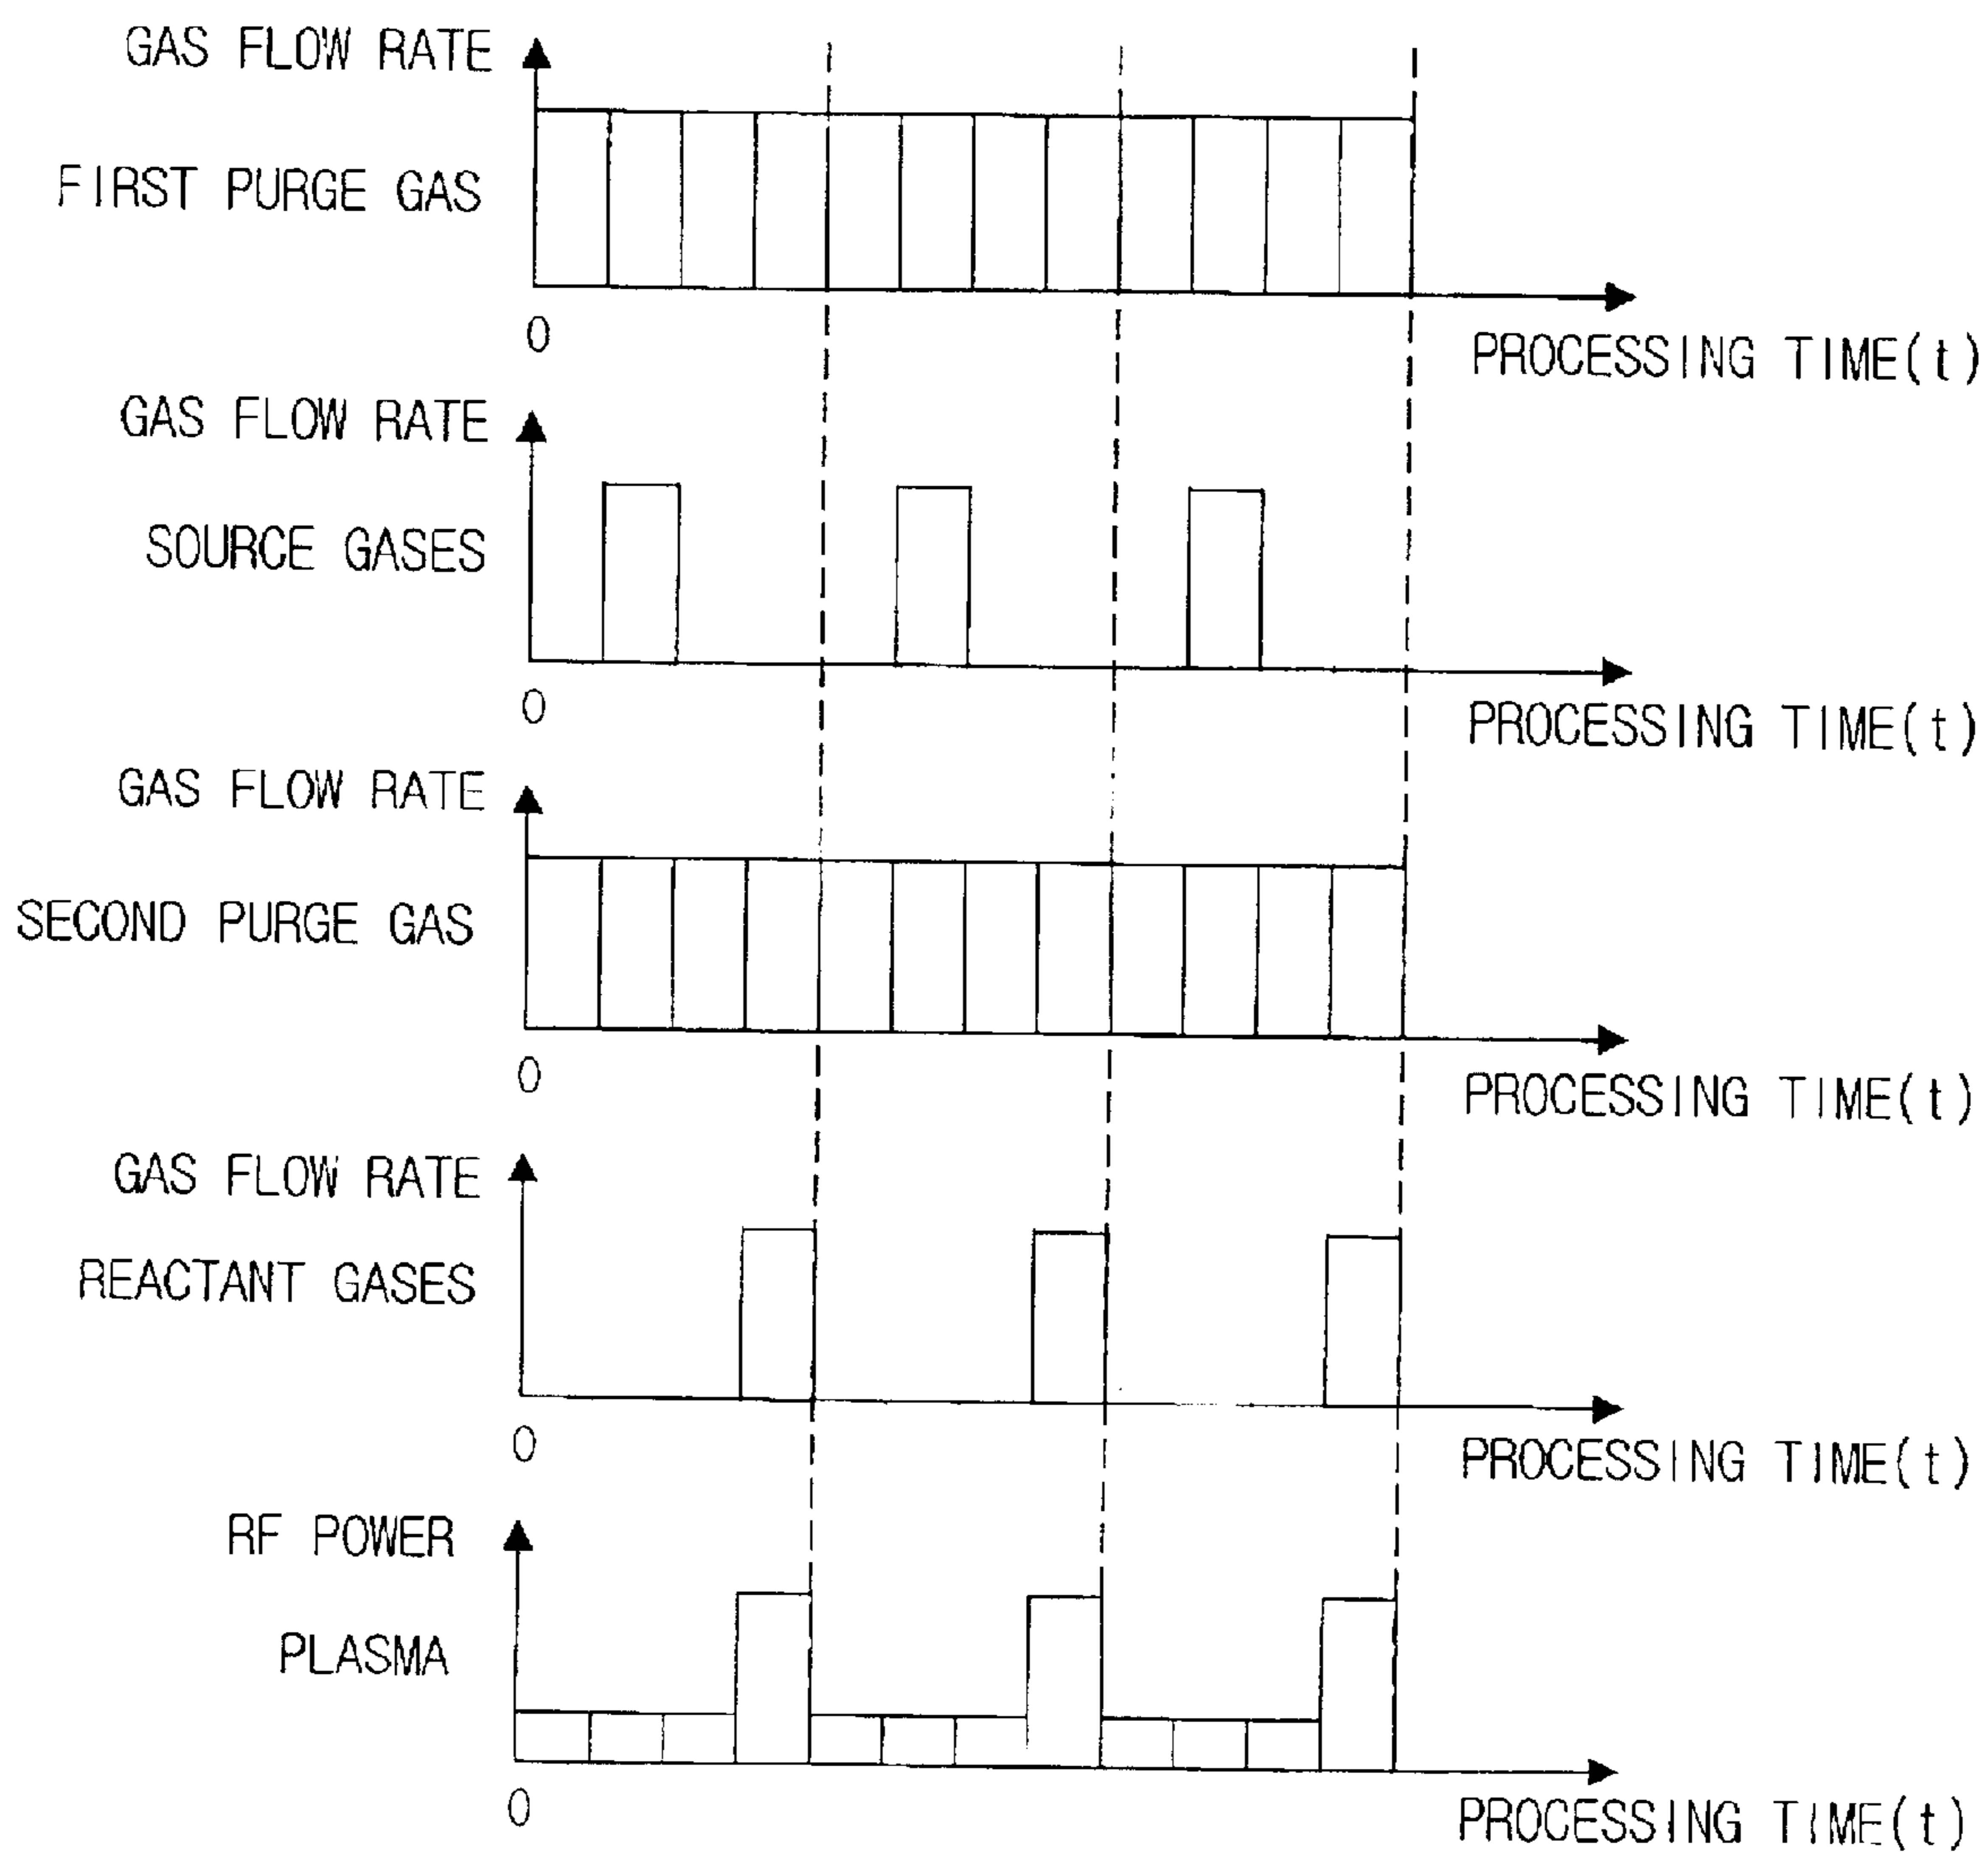 GAS FLOW RATE
FIRST PURGE GAS
0
PROCESSING TIME(t)
GAS FLOW RATE
SOURCE GASES
0
PROCESSING TIME(t)
GAS FLOW RATE
SECOND PURGE GAS
0
PROCESSING TIME(t)
GAS FLOW RATE
REACTANT GASES
0
PROCESSING TIME(t)
RF POWER
PLASMA
0
PROCESSING TIME(t)